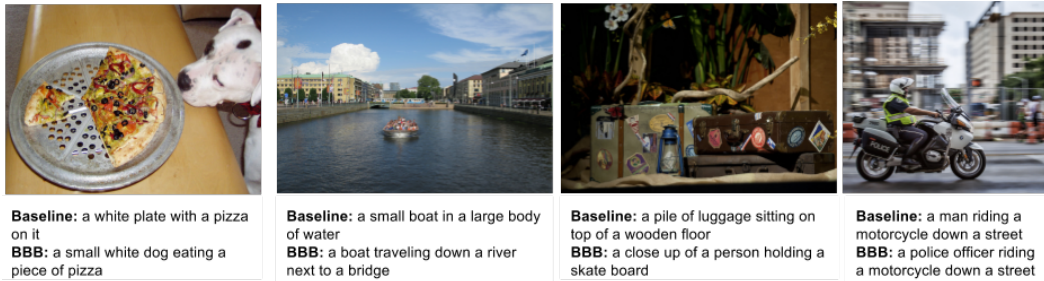 Baseline: a white plate with a pizza
on it
BBB: a small white dog eating a
piece of pizza
Baseline: a small boat in a large body
of water
BBB: a boat traveling down a river
next to a bridge
Baseline: a pile of luggage sitting on
top of a wooden floor
BBB: a close up of a person holding a
skate board
POLICE
Baseline: a man riding a
motorcycle down a street
BBB: a police officer riding
a motorcycle down a street